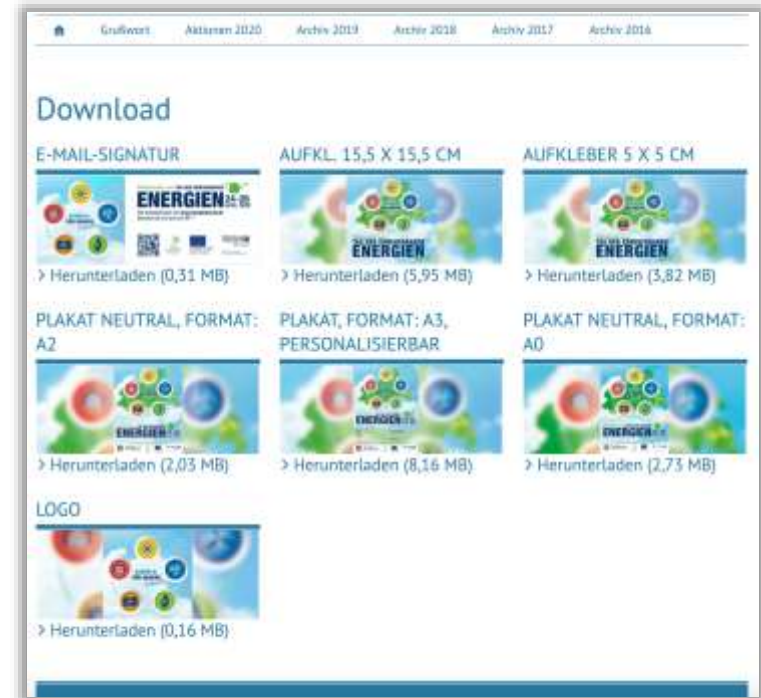 Grußwort Aktionen 2020 Archiv 2019 Archiv 2018 Archiv 2017 Archiv 2016
Download
E-MAIL-SIGNATUR
ENERGIEN
> Herunterladen (0,31 MB)
AUFKL. 15,5 X 15,5 CM
ENERGIEN
> Herunterladen (5,95 MB)
AUFKLEBER 5 X 5 CM
ENERGIEN
> Herunterladen (3,82 MB)
PLAKAT NEUTRAL, FORMAT:
A2
ENERGIEN
> Herunterladen (2,03 MB)
PLAKAT, FORMAT: A3,
PERSONALISIERBAR
ENERGIEN
> Herunterladen (8,16 MB)
PLAKAT NEUTRAL, FORMAT:
A0
ENERGIEN
> Herunterladen (2,73 MB)
LOGO
> Herunterladen (0,16 MB)